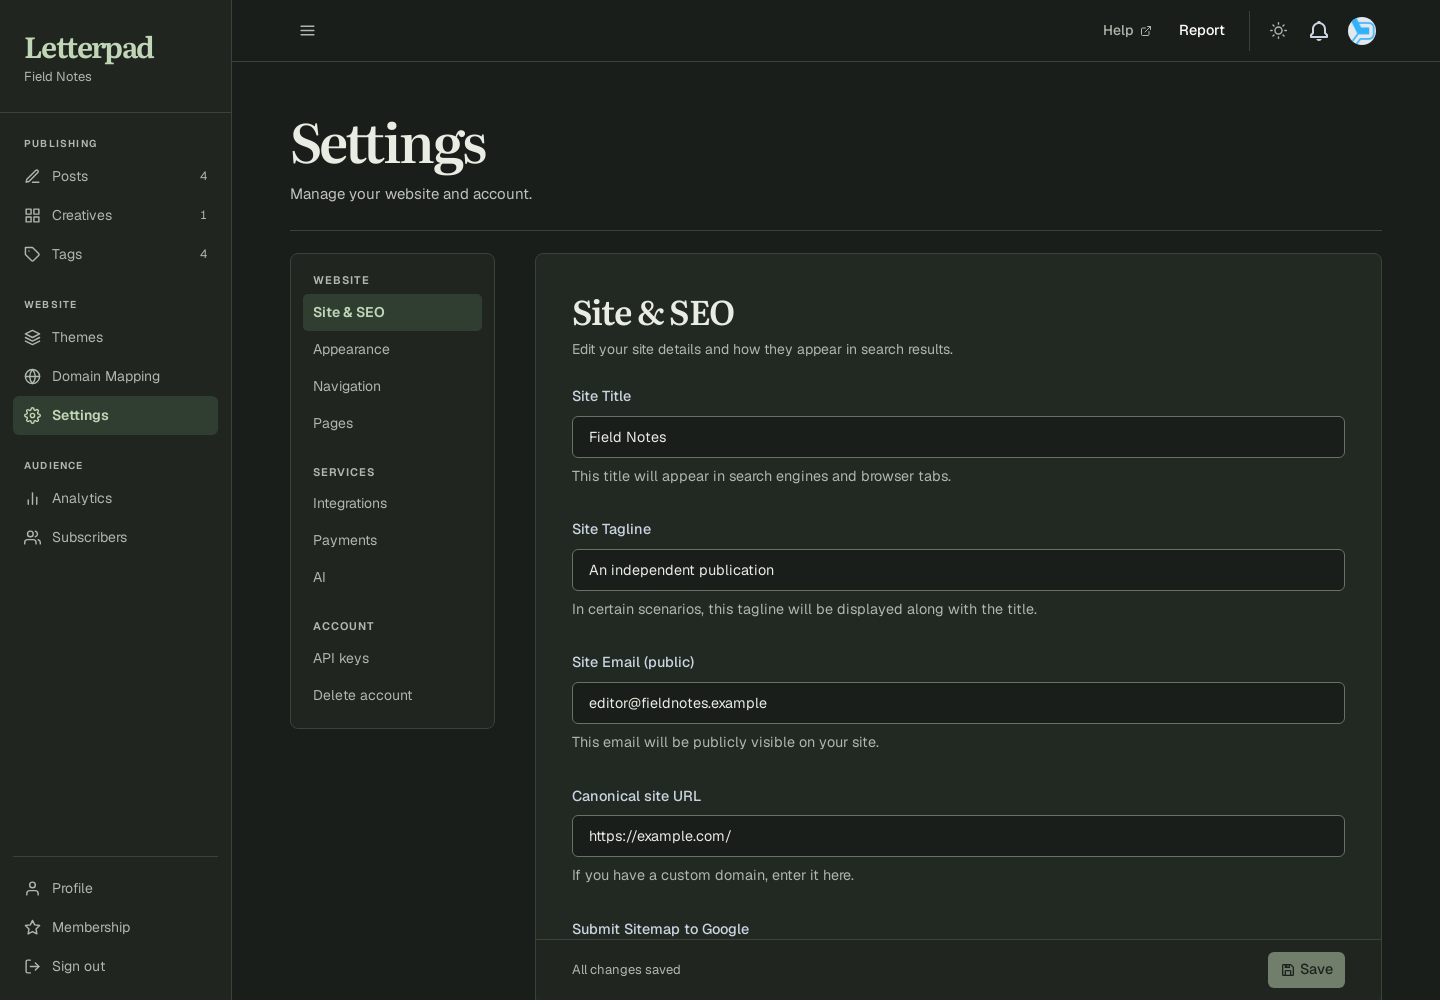 Letterpad
Field Notes
PUBLISHING
Posts 4
Creatives 1
Tags 4
WEBSITE
Themes
Domain Mapping
Settings
AUDIENCE
Analytics
Subscribers
Profile
Membership
Sign out
Help
Report
Settings
Manage your website and account.
WEBSITE
Site & SEO
Appearance
Navigation
Pages
SERVICES
Integrations
Payments
AI
ACCOUNT
API keys
Delete account
Site & SEO
Edit your site details and how they appear in search results.
Site Title
Field Notes
This title will appear in search engines and browser tabs.
Site Tagline
An independent publication
In certain scenarios, this tagline will be displayed along with the title.
Site Email (public)
editor@fieldnotes.example
This email will be publicly visible on your site.
Canonical site URL
https://example.com/
If you have a custom domain, enter it here.
Submit Sitemap to Google
All changes saved
Save